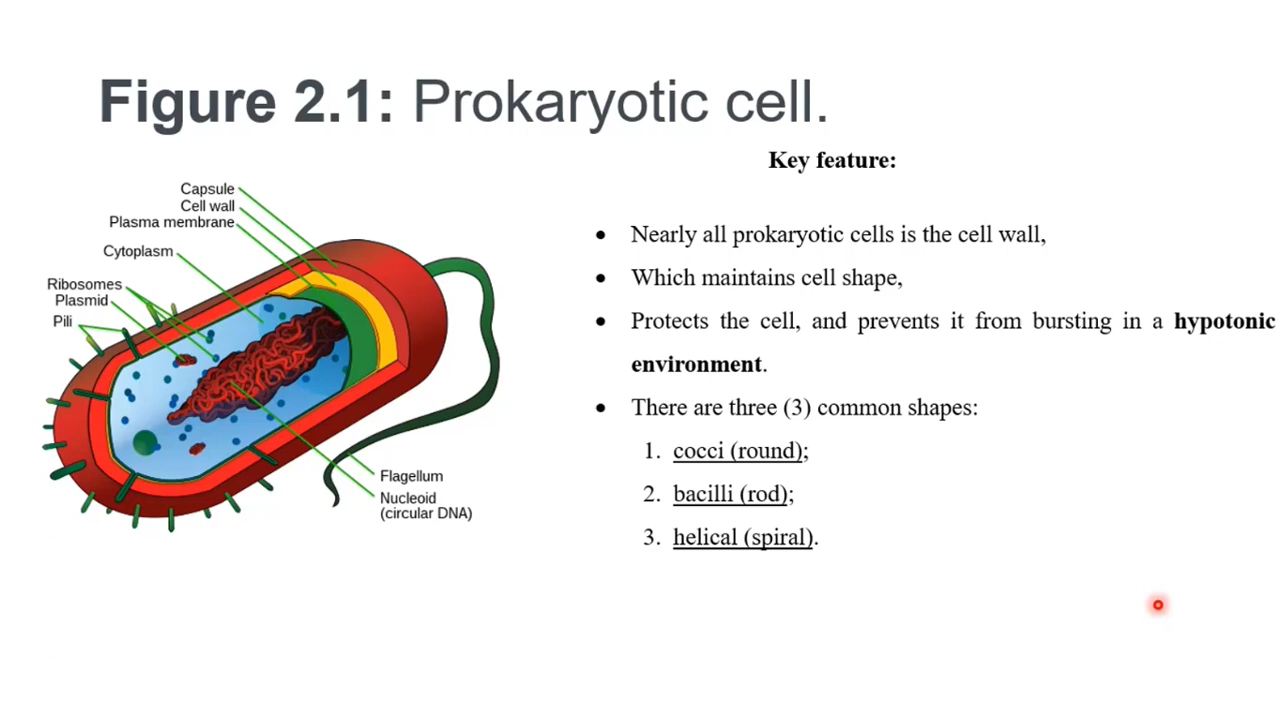 Figure 2.1: Prokaryotic cell.
Capsule
Cell wall
Plasma membrane
Cytoplasm
Ribosomes
Plasmid
Pili
Flagellum
Nucleoid
(circular DNA)
Key feature:
• Nearly all prokaryotic cells is the cell wall,
• Which maintains cell shape,
• Protects the cell, and prevents it from bursting in a hypotonic
environment.
• There are three (3) common shapes:
1. cocci (round);
2. bacilli (rod);
3. helical (spiral).